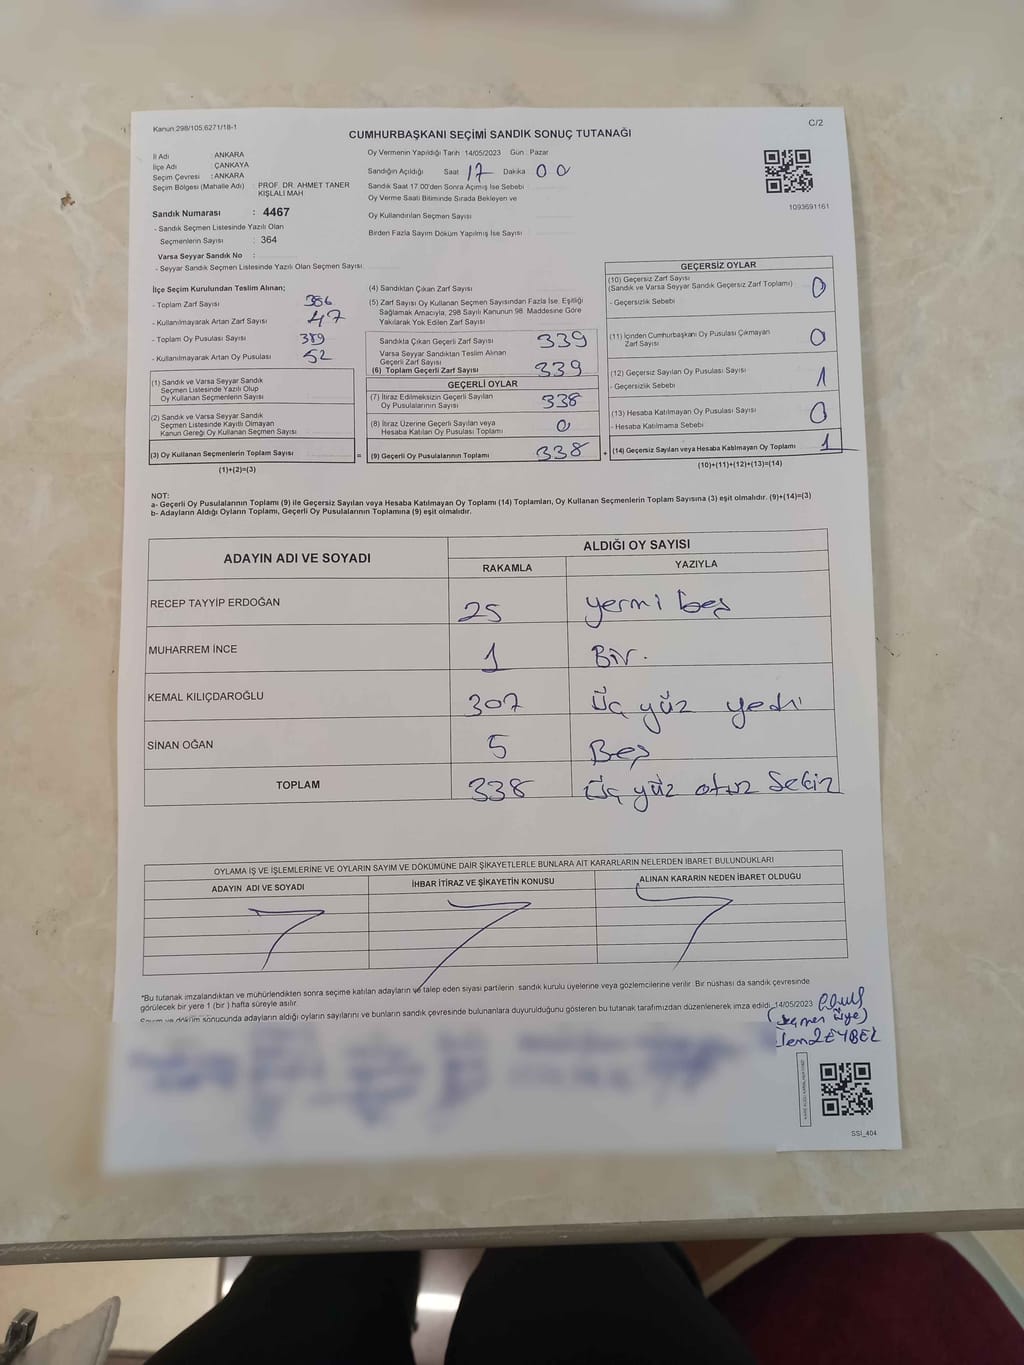 Kanun 298/105,6271/18-1
C/2
CUMHURBAŞKANI SEÇİMİ SANDIK SONUÇ TUTANAĞI
İl Adı ANKARA
İlçe Adı ÇANKAYA
Seçim Çevresi : ANKARA
Seçim Bölgesi (Mahalle Adı) : PROF. DR. AHMET TANER KIŞLALI MAH
Sandık Numarası : 4467
- Sandık Seçmen Listesinde Yazılı Olan
Seçmenlerin Sayısı : 364
Varsa Seyyar Sandık No :
- Seyyar Sandık Seçmen Listesinde Yazılı Olan Seçmen Sayısı
Oy Vermenin Yapıldığı Tarih 14/05/2023 Gün : Pazar
Sandığın Açıldığı Saat 17 Dakika 00
Sandık Saat 17 00'den Sonra Açımış İse Sebebi
Oy Verme Saati Bitiminde Sırada Bekleyen ve
Oy Kullandırılan Seçmen Sayısı
Birden Fazla Sayım Döküm Yapılmış İse Sayısı
1093691161
İlçe Seçim Kurulundan Teslim Alınan;
- Toplam Zarf Sayısı 386
- Kullanılmayarak Artan Zarf Sayısı 47
- Toplam Oy Pusulası Sayısı 389
- Kullanılmayarak Artan Oy Pusulası 52
(1) Sandık ve Varsa Seyyar Sandık
Seçmen Listesinde Yazılı Olup
Oy Kullanan Seçmenlerin Sayısı
(2) Sandık ve Varsa Seyyar Sandık
Seçmen Listesinde Kayıtlı Olmayan
Kanun Gereği Oy Kullanan Seçmen Sayısı
(3) Oy Kullanan Seçmenlerin Toplam Sayısı =
(1)+(2)=(3)
(4) Sandıktan Çıkan Zarf Sayısı
(5) Zarf Sayısı Oy Kullanan Seçmen Sayısından Fazla İse, Eşitliği
Sağlamak Amacıyla, 298 Sayılı Kanunun 98. Maddesine Göre
Yakılarak Yok Edilen Zarf Sayısı
Sandıkta Çıkan Geçerli Zarf Sayısı 339
Varsa Seyyar Sandıktan Teslim Alınan
Geçerli Zarf Sayısı
(6) Toplam Geçerli Zarf Sayısı 339
GEÇERLİ OYLAR
(7) İtiraz Edilmeksizin Geçerli Sayılan
Oy Pusulalarının Sayısı 338
(8) İtiraz Üzerine Geçerli Sayılan veya
Hesaba Katılan Oy Pusulası Toplamı 0
(9) Geçerli Oy Pusulalarının Toplamı 338 +
GEÇERSİZ OYLAR
(10) Geçersiz Zarf Sayısı
(Sandık ve Varsa Seyyar Sandık Geçersiz Zarf Toplamı) 0
- Geçersizlik Sebebi
(11) İçinden Cumhurbaşkanı Oy Pusulası Çıkmayan
Zarf Sayısı 0
(12) Geçersiz Sayılan Oy Pusulası Sayısı 1
- Geçersizlik Sebebi
(13) Hesaba Katılmayan Oy Pusulası Sayısı 0
- Hesaba Katılmama Sebebi
(14) Geçersiz Sayılan veya Hesaba Katılmayan Oy Toplamı 1
(10)+(11)+(12)+(13)=(14)
NOT:
a- Geçerli Oy Pusulalarının Toplamı (9) ile Geçersiz Sayılan veya Hesaba Katılmayan Oy Toplamı (14) Toplamları, Oy Kullanan Seçmenlerin Toplam Sayısına (3) eşit olmalıdır. (9)+(14)=(3)
b- Adayların Aldığı Oyların Toplamı, Geçerli Oy Pusulalarının Toplamına (9) eşit olmalıdır.
ADAYIN ADI VE SOYADI
ALDIĞI OY SAYISI
RAKAMLA YAZIYLA
RECEP TAYYİP ERDOĞAN 25 yermi beş
MUHARREM İNCE 1 Bir.
KEMAL KILIÇDAROĞLU 307 üç yüz yedi
SİNAN OĞAN 5 Beş
TOPLAM 338 üç yüz otuz sekiz
OYLAMA İŞ VE İŞLEMLERİNE VE OYLARIN SAYIM VE DÖKÜMÜNE DAİR ŞİKAYETLERLE BUNLARA AİT KARARLARIN NELERDEN İBARET BULUNDUKLARI
ADAYIN ADI VE SOYADI İHBAR İTİRAZ VE ŞİKAYETİN KONUSU ALINAN KARARIN NEDEN İBARET OLDUĞU
*Bu tutanak imzalandıktan ve mühürlendikten sonra seçime katılan adayların ve talep eden siyasi partilerin sandık kurulu üyelerine veya gözlemcilerine verilir. Bir nüshası da sandık çevresinde
görülecek bir yere 1 (bir) hafta süreyle asılır.
Sayım ve döküm sonucunda adayların aldığı oyların sayılarını ve bunların sandık çevresinde bulunanlara duyurulduğunu gösteren bu tutanak tarafımızdan düzenlenerek imza edildi. 14/05/2023
(Seçmen üye)
Cem ZEYBEL
SSI_404